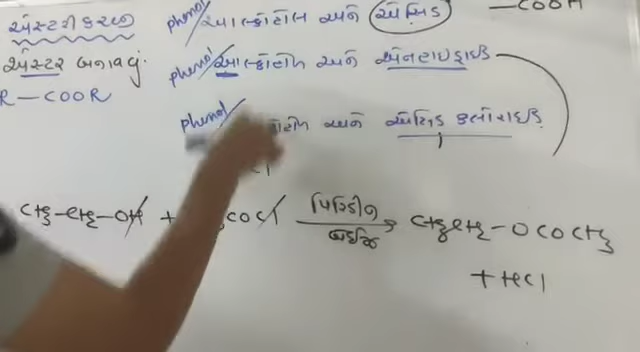 એસ્ટરીકરણ
એસ્ટર બનાવવું.
R-COOR
phenol/આલ્કોહોલ અને એસિડ
-COOH
phenol/આલ્કોહોલ અને એનહાઇડ્રાઇડ
phenol/ અને એસિડ ક્લોરાઇડ
CH3-CH2-OH + COCl પિરિડીન બેઇઝ CH3CH2-OCOCH3
+ HCl